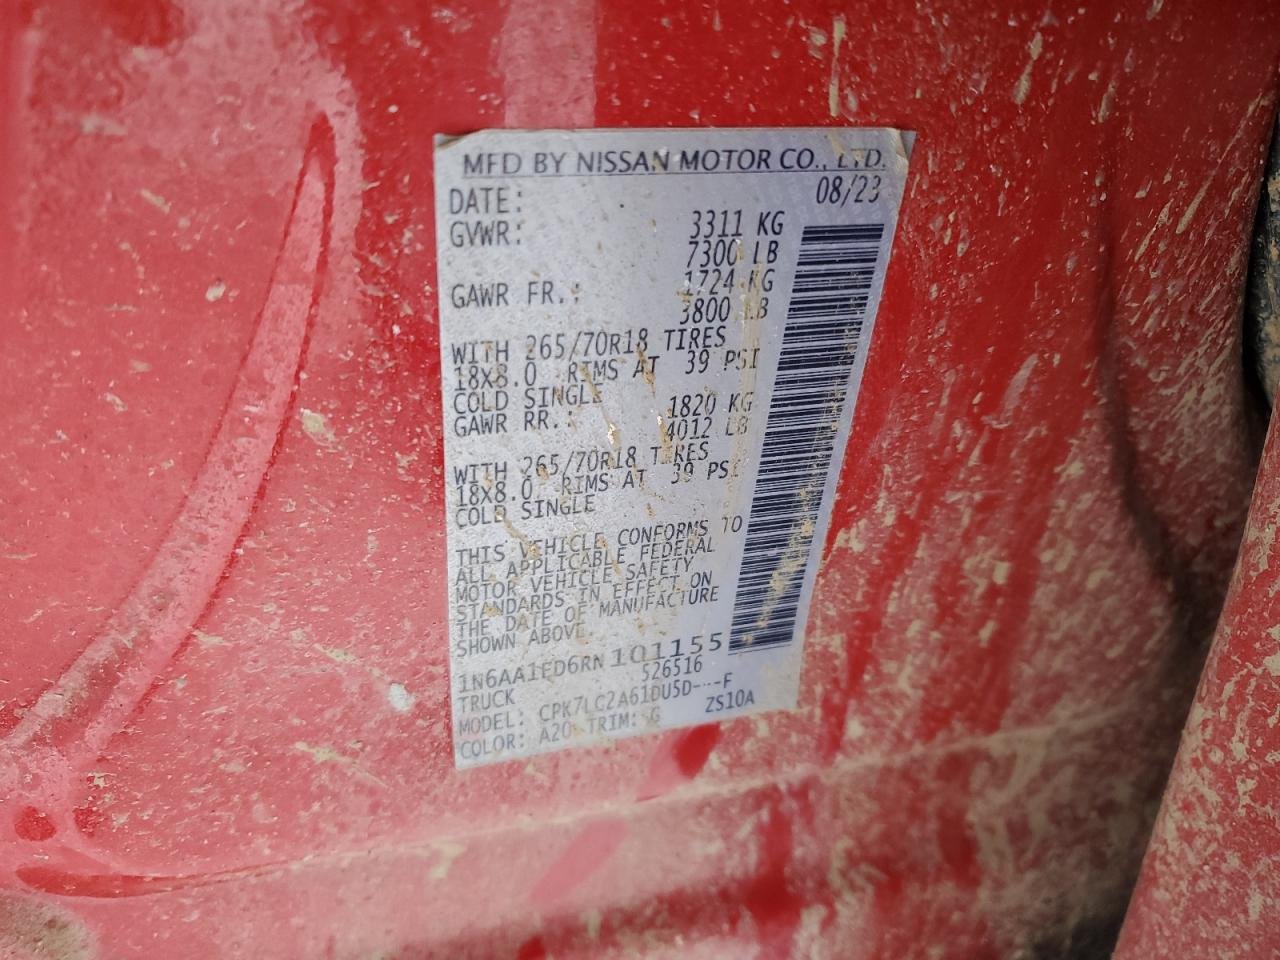 MFD BY NISSAN MOTOR CO., LTD.
DATE: 08/23
GVWR: 3311 KG
7300 LB
GAWR FR.: 1724 KG
3800 LB
WITH 265/70R18 TIRES
18X8.0 RIMS AT 39 PSI
COLD SINGLE
GAWR RR.: 1820 KG
4012 LB
WITH 265/70R18 TIRES
18X8.0 RIMS AT 39 PSI
COLD SINGLE
THIS VEHICLE CONFORMS TO
ALL APPLICABLE FEDERAL
MOTOR VEHICLE SAFETY
STANDARDS IN EFFECT ON
THE DATE OF MANUFACTURE
SHOWN ABOVE.
1N6AA1ED6RN101155
TRUCK 526516
MODEL: CPK7LC2A61DU5D----F
COLOR: A20 TRIM: G ZS10A